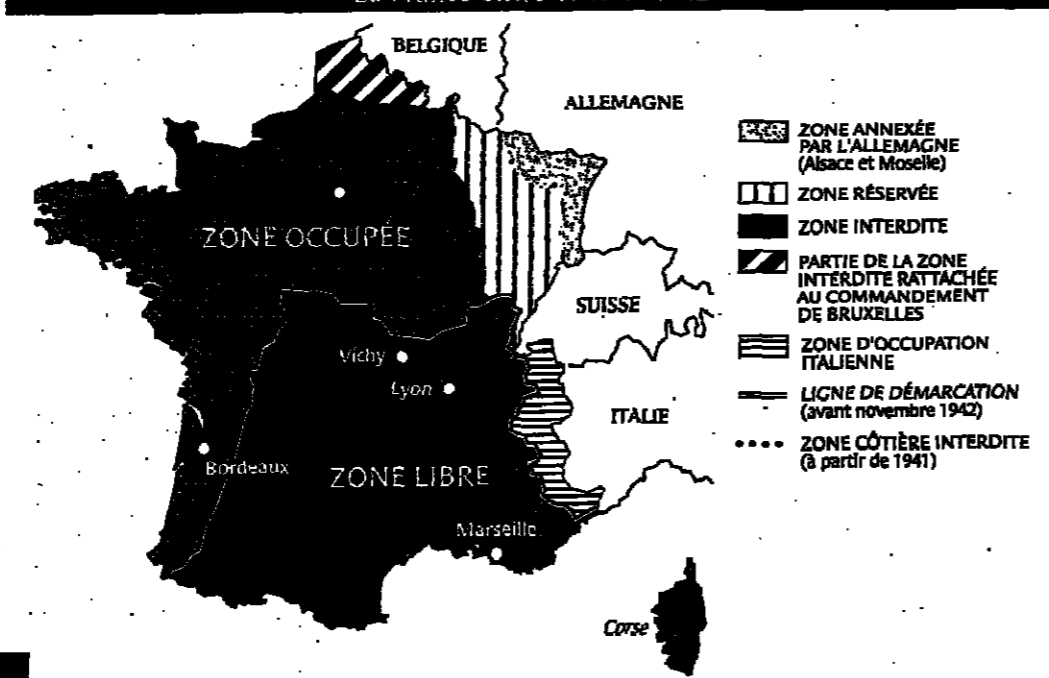 BELGIQUE
ALLEMAGNE
ZONE OCCUPÉE
SUISSE
Vichy
Lyon
ITALIE
Bordeaux
ZONE LIBRE
Marseille
Corse
ZONE ANNEXÉE
PAR L'ALLEMAGNE
(Alsace et Moselle)
ZONE RÉSERVÉE
ZONE INTERDITE
PARTIE DE LA ZONE
INTERDITE RATTACHÉE
AU COMMANDEMENT
DE BRUXELLES
ZONE D'OCCUPATION
ITALIENNE
LIGNE DE DÉMARCATION
(avant novembre 1942)
ZONE CÔTIÈRE INTERDITE
(à partir de 1941)